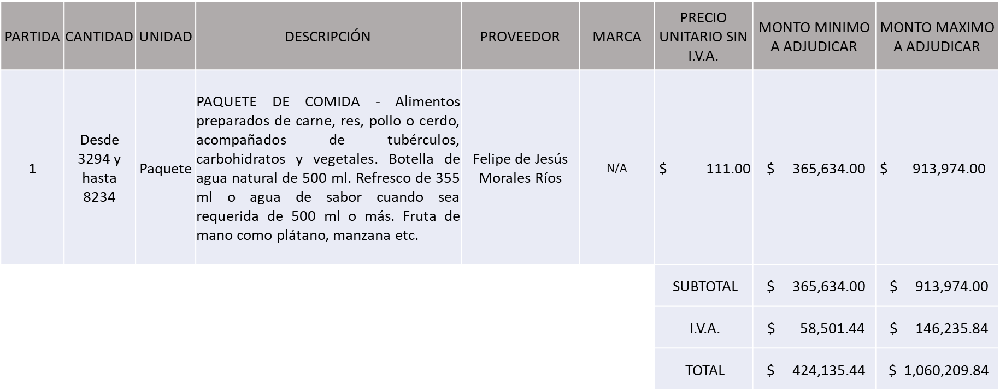 PARTIDA CANTIDAD UNIDAD DESCRIPCIÓN PROVEEDOR MARCA PRECIO UNITARIO SIN I.V.A. MONTO MINIMO A ADJUDICAR MONTO MAXIMO A ADJUDICAR
1
Desde
3294 y
hasta
8234
Paquete
PAQUETE DE COMIDA - Alimentos
preparados de carne, res, pollo o cerdo,
acompañados de tubérculos,
carbohidratos y vegetales. Botella de
agua natural de 500 ml. Refresco de 355
ml o agua de sabor cuando sea
requerida de 500 ml o más. Fruta de
mano como plátano, manzana etc.
Felipe de Jesús
Morales Ríos
N/A
$ 111.00
$ 365,634.00
$ 913,974.00
SUBTOTAL $ 365,634.00 $ 913,974.00
I.V.A. $ 58,501.44 $ 146,235.84
TOTAL $ 424,135.44 $ 1,060,209.84